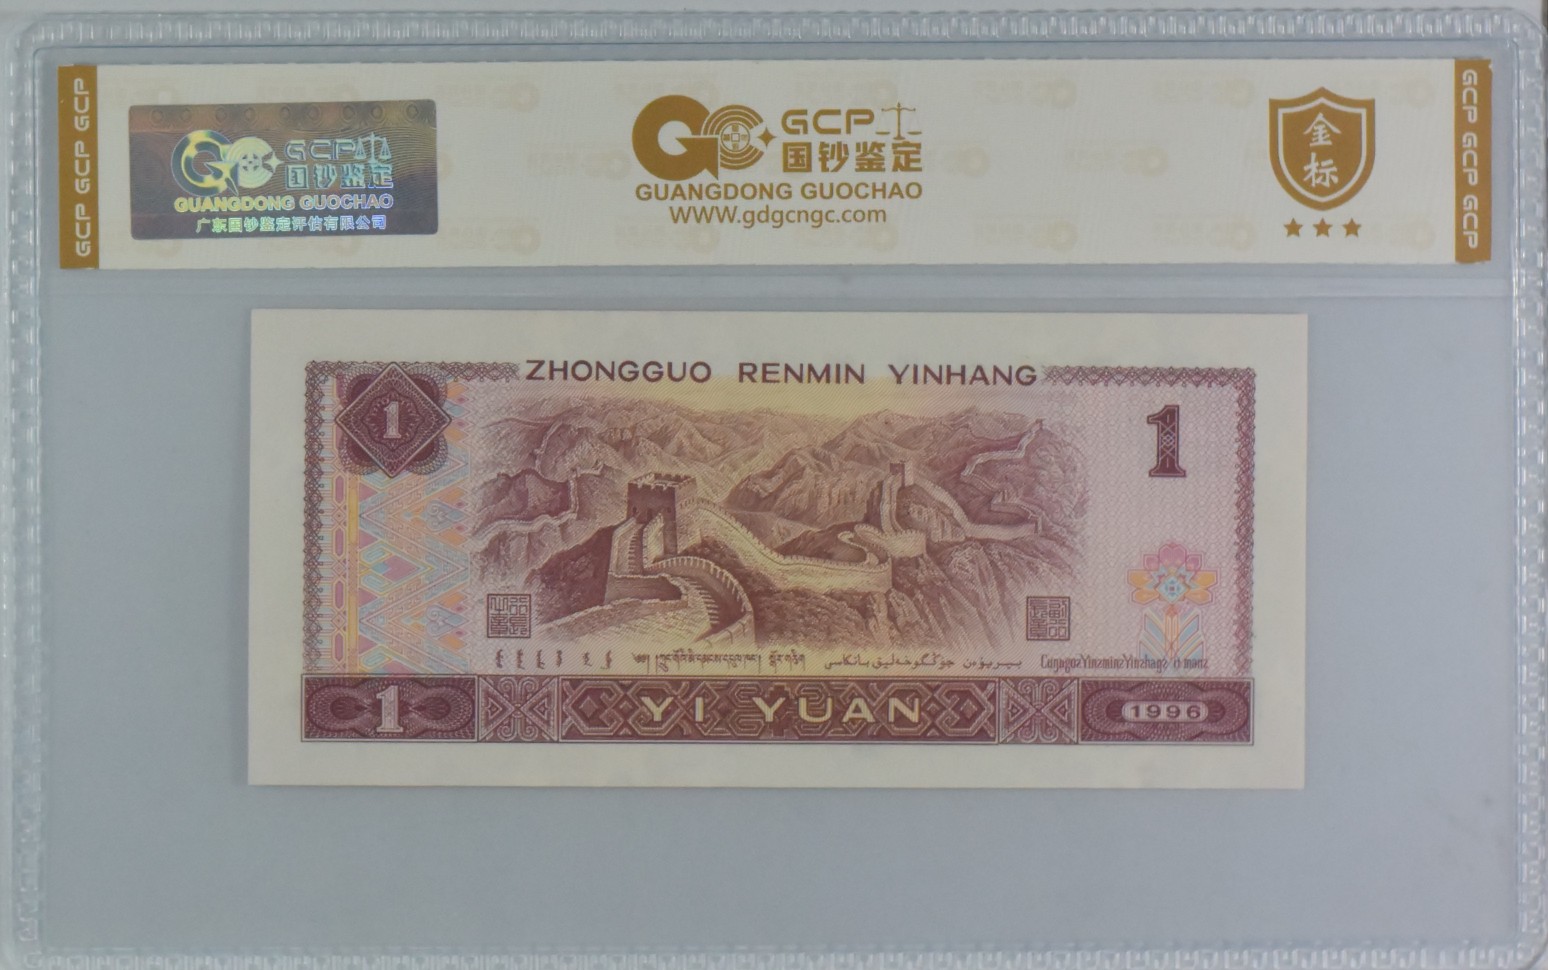 GCP GCP GCP
GCP
国钞鉴定
GUANGDONG GUOCHAO
广东国钞鉴定评估有限公司
GCP
国钞鉴定
GUANGDONG GUOCHAO
WWW.gdgcngc.com
金标
GCP GCP GCP
ZHONGGUO RENMIN YINHANG
1
1
1
YI YUAN
1996